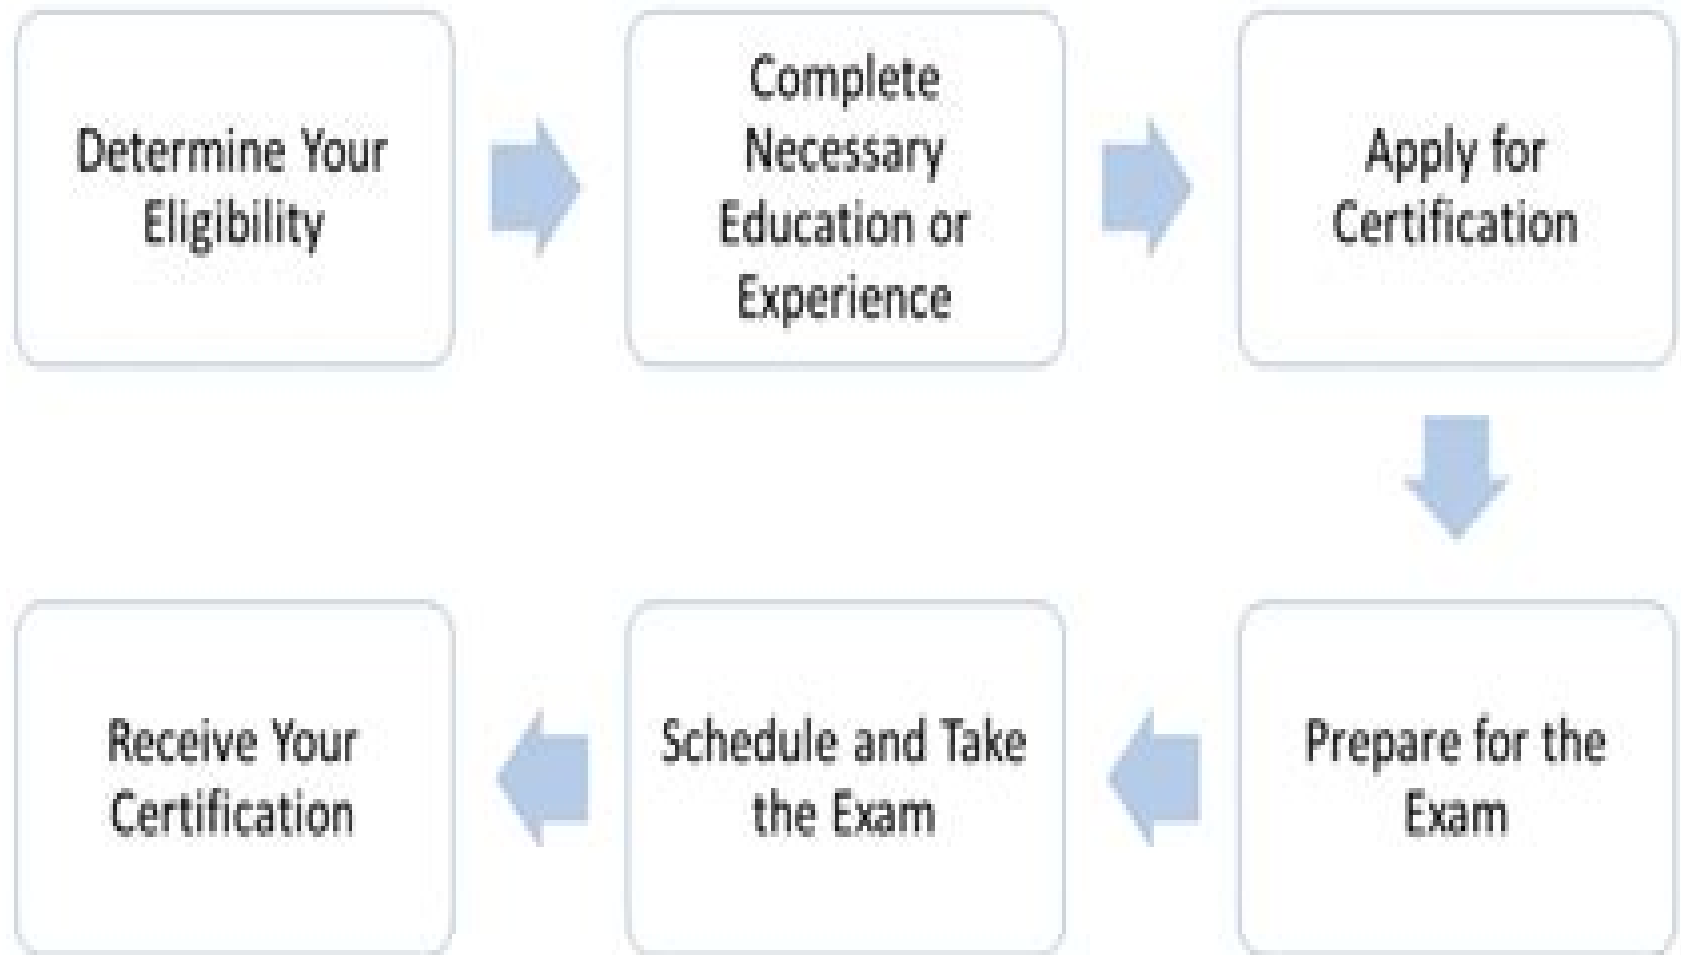 Determine Your
Eligibility
Complete
Necessary
Education or
Experience
Apply for
Certification
Prepare for the
Exam
Schedule and Take
the Exam
Receive Your
Certification